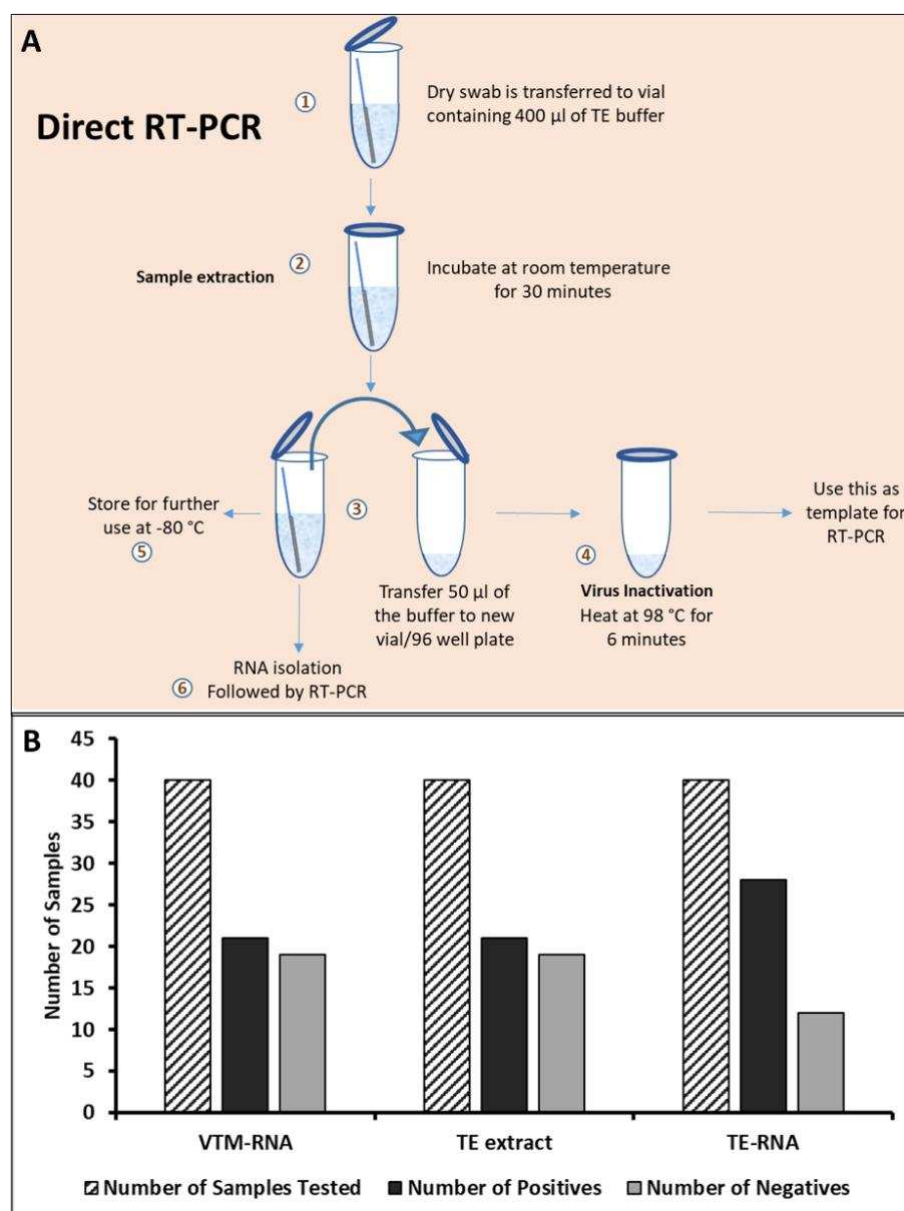 A
Direct RT-PCR
①
Dry swab is transferred to vial
containing 400 µl of TE buffer
Sample extraction
②
Incubate at room temperature
for 30 minutes
Store for further
use at -80 °C
⑤
③
Transfer 50 µl of
the buffer to new
vial/96 well plate
④
Virus Inactivation
Heat at 98 °C for
6 minutes
Use this as
template for
RT-PCR
⑥
RNA isolation
Followed by RT-PCR
B
Number of Samples
45
40
35
30
25
20
15
10
5
0
VTM-RNA
TE extract
TE-RNA
Number of Samples Tested
Number of Positives
Number of Negatives